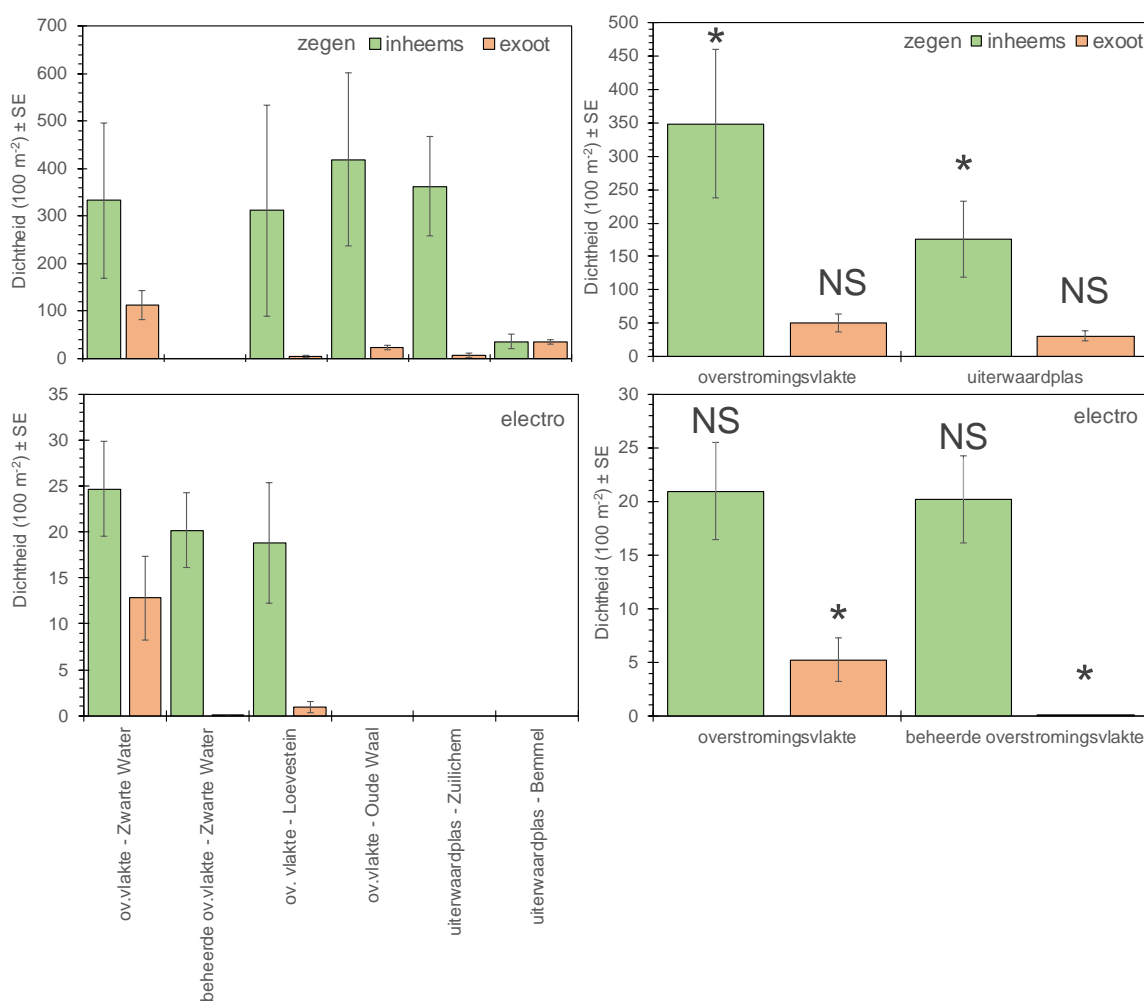 700
600
500
400
300
200
100
0
Dichtheid (100 m-2) ± SE
zegen inheems exoot
500
450
400
350
300
250
200
150
100
50
0
Dichtheid (100 m-2) ± SE
zegen inheems exoot
*
NS
*
NS
overstromingsvlakte uiterwaardplas
35
30
25
20
15
10
5
0
Dichtheid (100 m-2) ± SE
electro
ov.vlakte - Zwarte Water
beheerde ov.vlakte - Zwarte Water
ov. vlakte - Loevestein
ov.vlakte - Oude Waal
uiterwaardplas - Zuilichem
uiterwaardplas - Bemmel
30
25
20
15
10
5
0
Dichtheid (100 m-2) ± SE
electro
NS
*
NS
*
overstromingsvlakte beheerde overstromingsvlakte